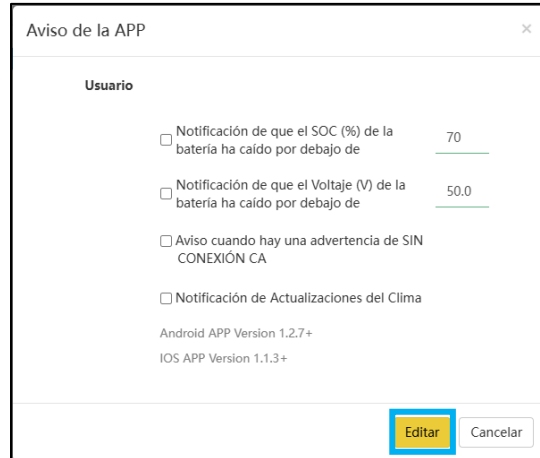 Aviso de la APP
×
Usuario
Notificación de que el SOC (%) de la
batería ha caído por debajo de
70
Notificación de que el Voltaje (V) de la
batería ha caído por debajo de
50.0
Aviso cuando hay una advertencia de SIN
CONEXIÓN CA
Notificación de Actualizaciones del Clima
Android APP Version 1.2.7+
IOS APP Version 1.1.3+
Editar
Cancelar